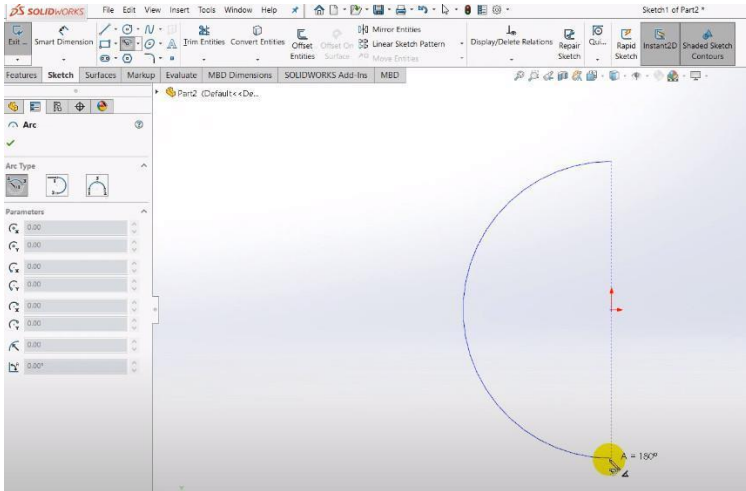 SOLIDWORKS File Edit View Insert Tools Window Help Sketch1 of Part2 *
Exit ... Smart Dimension Trim Entities Convert Entities Offset Entities Offset On Surface Mirror Entities Linear Sketch Pattern Move Entities Display/Delete Relations Repair Sketch Qui... Rapid Sketch Instant2D Shaded Sketch Contours
Features Sketch Surfaces Markup Evaluate MBD Dimensions SOLIDWORKS Add-Ins MBD
Part2 (Default<<De...
Arc
Arc Type
Parameters
0.00
0.00
0.00
0.00
0.00
0.00
0.00
0.00°
A = 180°